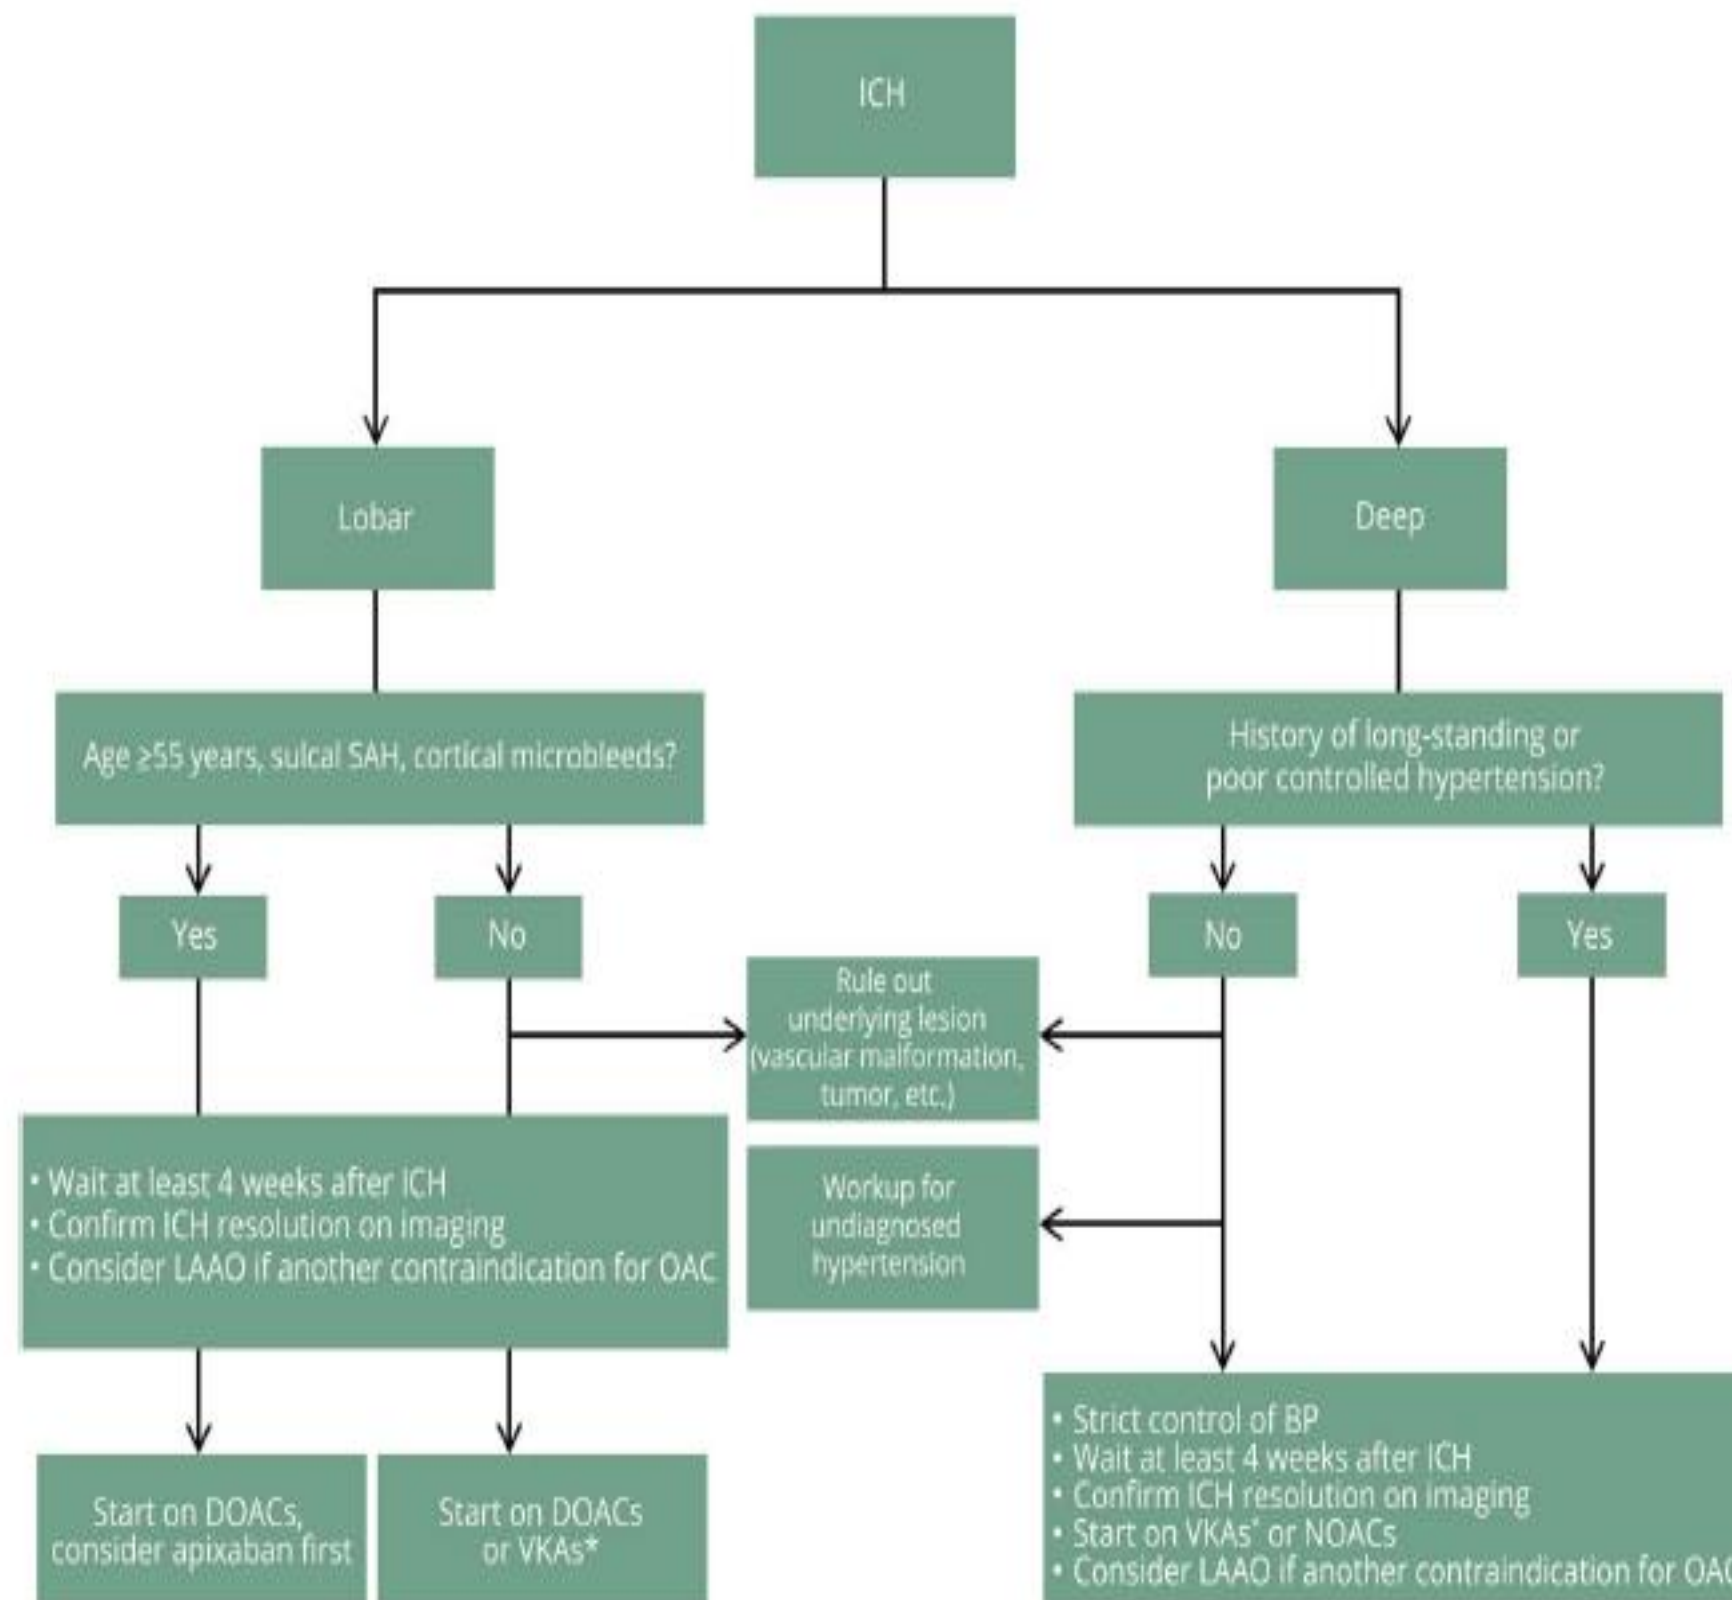 ICH
Lobar
Deep
Age ≥55 years, sulcal SAH, cortical microbleeds?
History of long-standing or
poor controlled hypertension?
Yes
No
No
Yes
Rule out
underlying lesion
(vascular malformation,
tumor, etc.)
Workup for
undiagnosed
hypertension
• Wait at least 4 weeks after ICH
• Confirm ICH resolution on imaging
• Consider LAAO if another contraindication for OAC
Start on DOACs,
consider apixaban first
Start on DOACs
or VKAs*
• Strict control of BP
• Wait at least 4 weeks after ICH
• Confirm ICH resolution on imaging
• Start on VKAs* or NOACs
• Consider LAAO if another contraindication for OAC